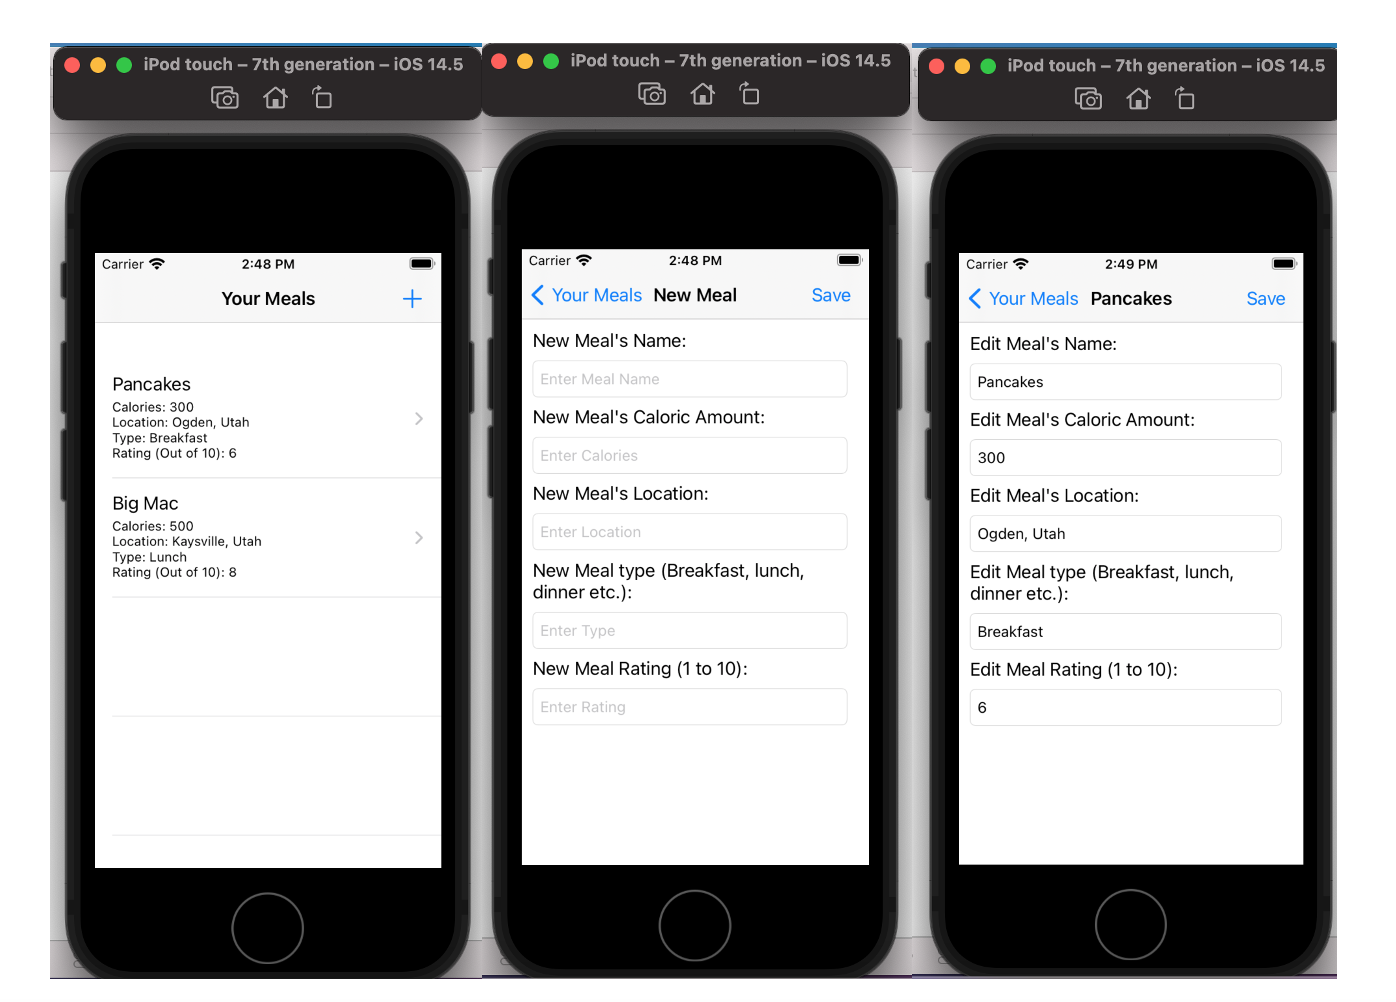 iPod touch – 7th generation – iOS 14.5
Carrier 2:48 PM
Your Meals
Pancakes
Calories: 300
Location: Ogden, Utah
Type: Breakfast
Rating (Out of 10): 6
Big Mac
Calories: 500
Location: Kaysville, Utah
Type: Lunch
Rating (Out of 10): 8
iPod touch – 7th generation – iOS 14.5
Carrier 2:48 PM
Your Meals New Meal Save
New Meal's Name:
Enter Meal Name
New Meal's Caloric Amount:
Enter Calories
New Meal's Location:
Enter Location
New Meal type (Breakfast, lunch,
dinner etc.):
Enter Type
New Meal Rating (1 to 10):
Enter Rating
iPod touch – 7th generation – iOS 14.5
Carrier 2:49 PM
Your Meals Pancakes Save
Edit Meal's Name:
Pancakes
Edit Meal's Caloric Amount:
300
Edit Meal's Location:
Ogden, Utah
Edit Meal type (Breakfast, lunch,
dinner etc.):
Breakfast
Edit Meal Rating (1 to 10):
6